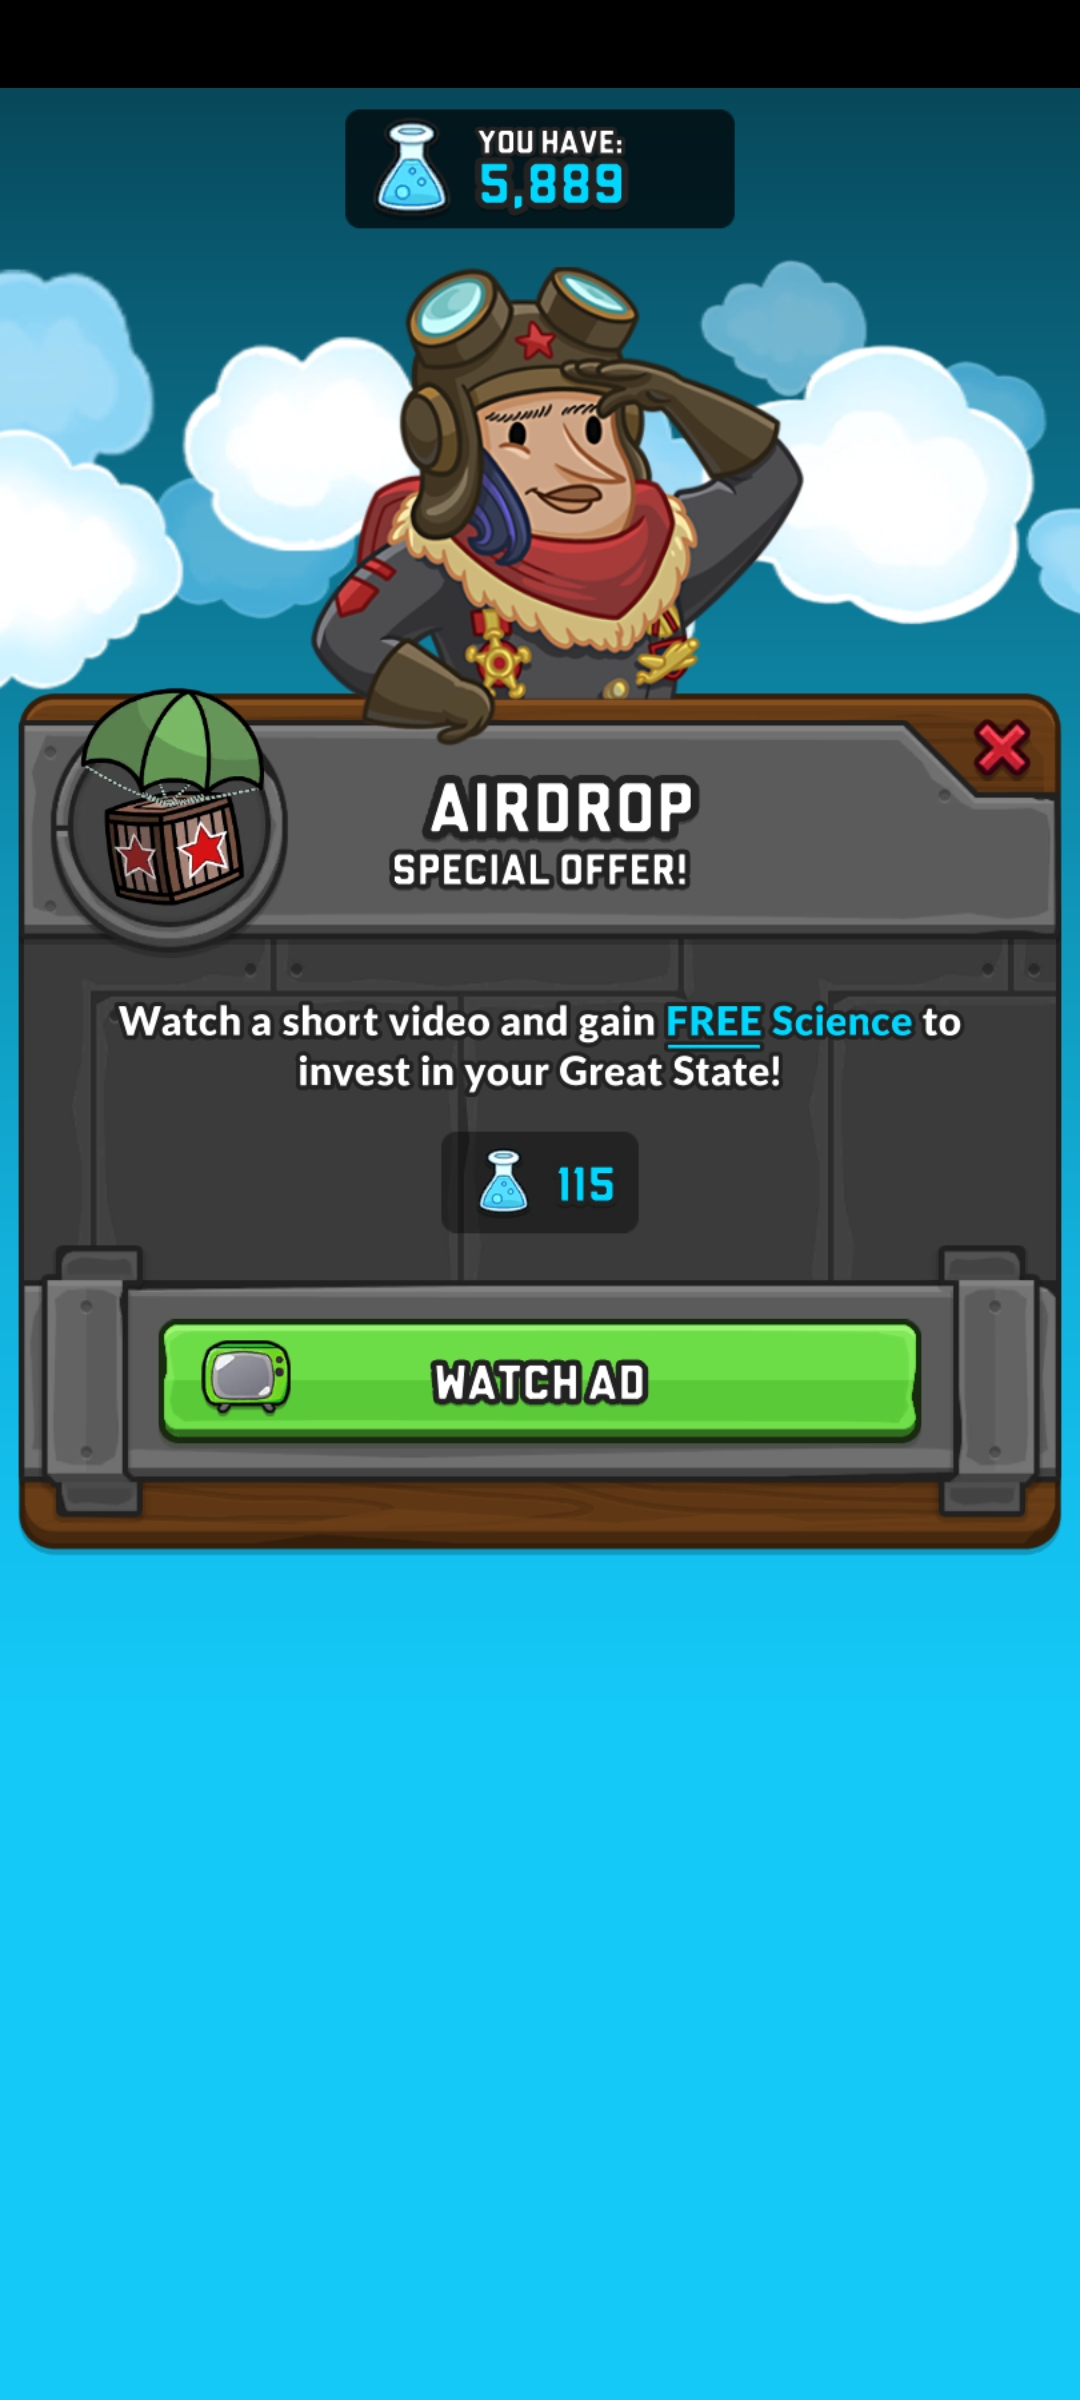 YOU HAVE:
5,889
AIRDROP
SPECIAL OFFER!
Watch a short video and gain FREE Science to
invest in your Great State!
115
WATCH AD